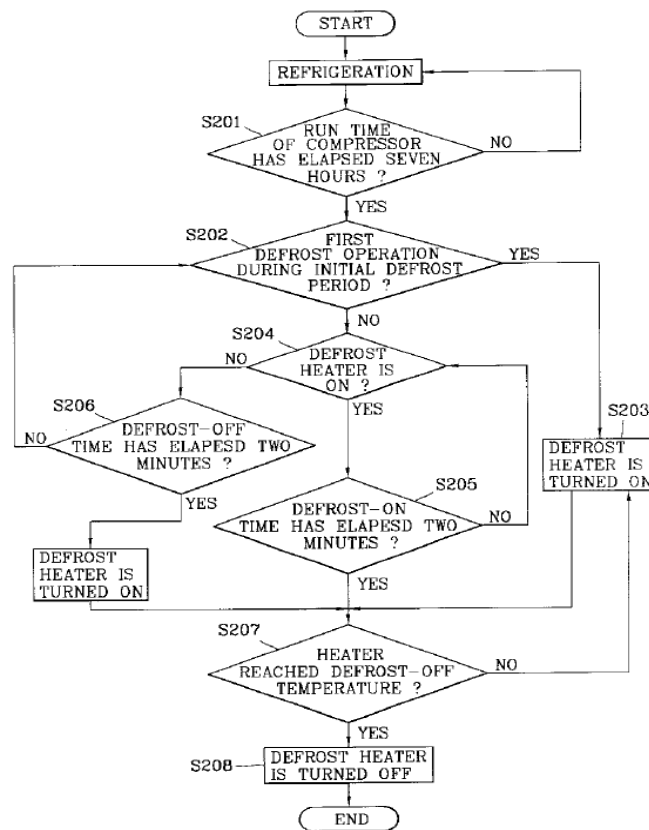 START
REFRIGERATION
S201
RUN TIME
OF COMPRESSOR
HAS ELAPSED SEVEN
HOURS ?
NO
YES
S202
FIRST
DEFROST OPERATION
DURING INITIAL DEFROST
PERIOD ?
YES
NO
S204
DEFROST
HEATER IS
ON ?
NO
YES
S206
DEFROST-OFF
TIME HAS ELAPESD TWO
MINUTES ?
NO
YES
S203
DEFROST
HEATER IS
TURNED ON
S205
DEFROST-ON
TIME HAS ELAPESD TWO
MINUTES ?
NO
YES
DEFROST
HEATER IS
TURNED ON
S207
HEATER
REACHED DEFROST-OFF
TEMPERATURE ?
NO
YES
S208
DEFROST HEATER
IS TURNED OFF
END